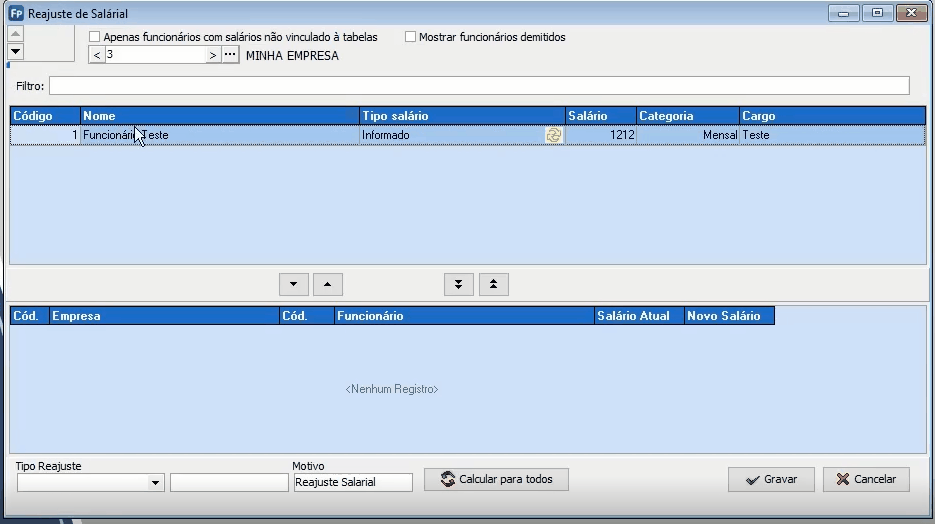 Fp Reajuste de Salárial
Apenas funcionários com salários não vinculado à tabelas Mostrar funcionários demitidos
< 3 > ... MINHA EMPRESA
Filtro:
Código Nome Tipo salário Salário Categoria Cargo
1 Funcionário Teste Informado 1212 Mensal Teste
Cód. Empresa Cód. Funcionário Salário Atual Novo Salário
<Nenhum Registro>
Tipo Reajuste Motivo
Reajuste Salarial Calcular para todos Gravar Cancelar